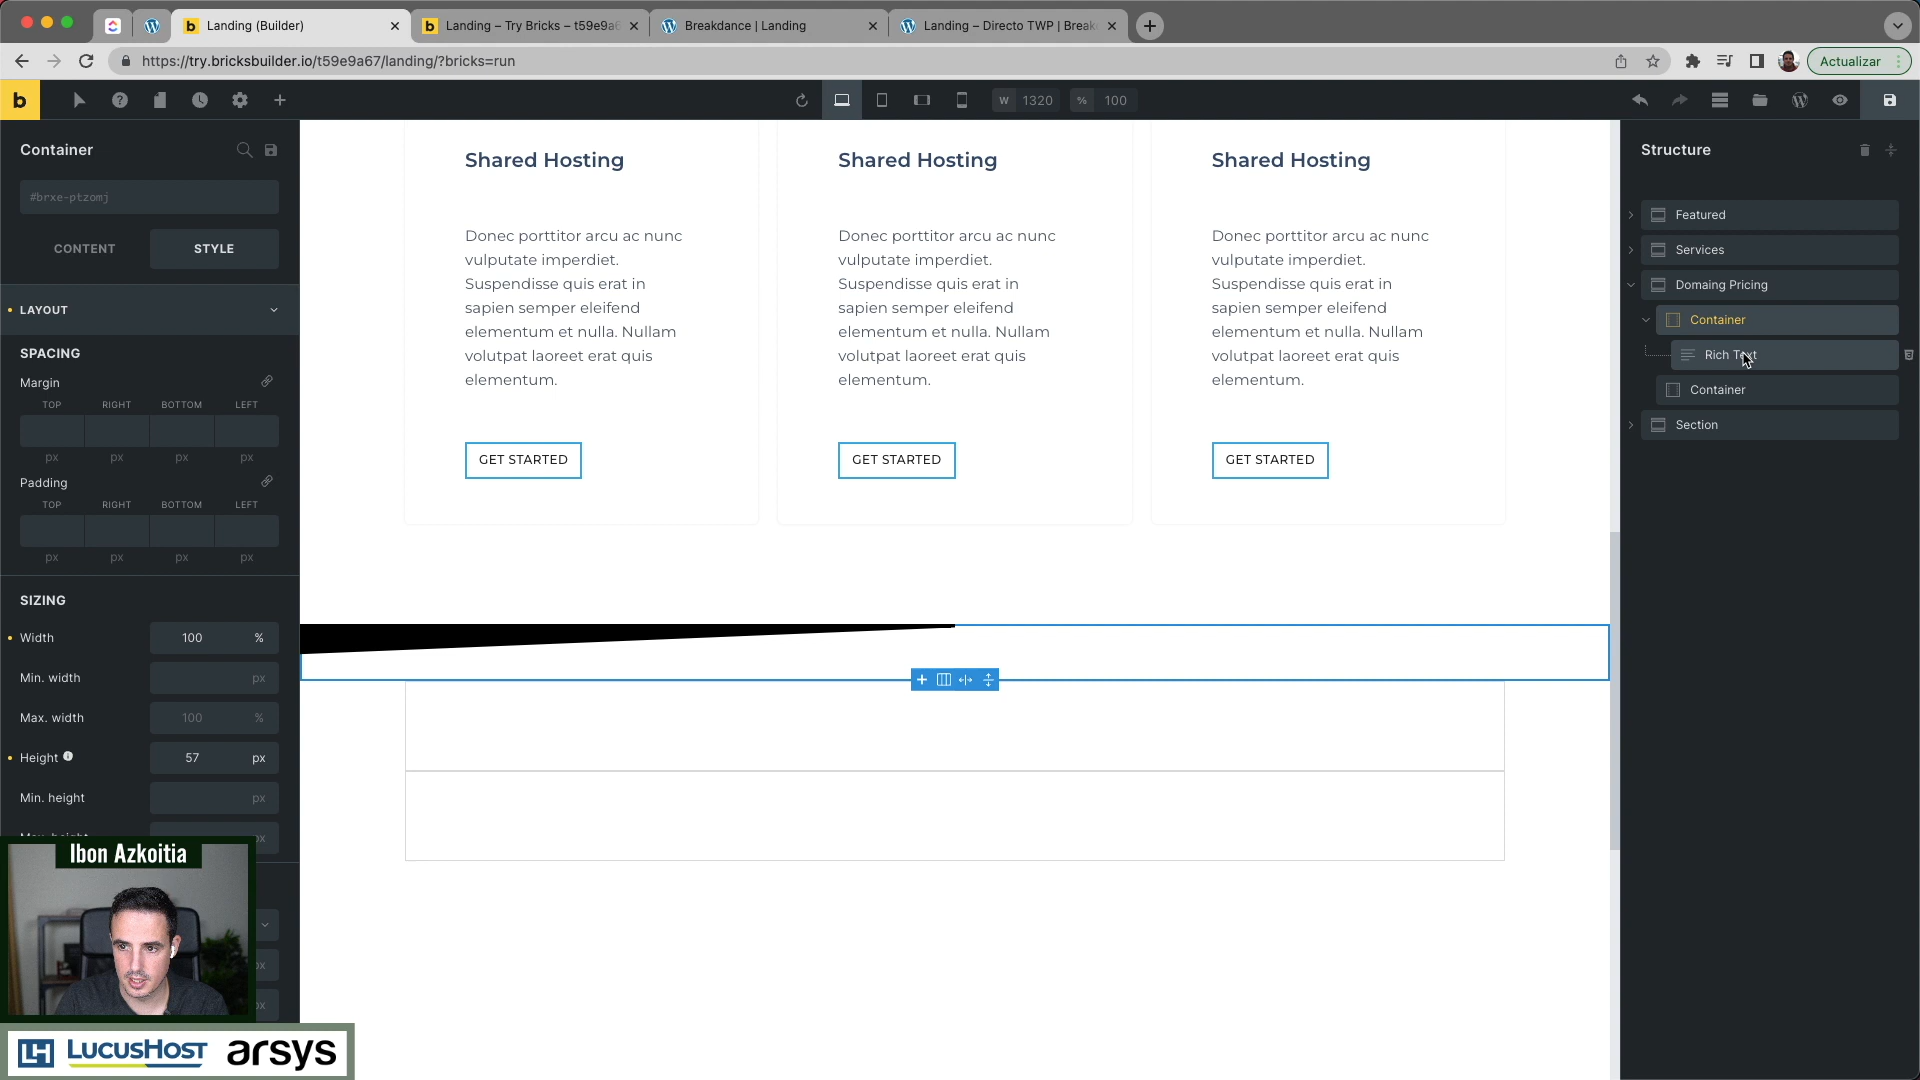 Landing (Builder)
Landing – Try Bricks – t59e9a6
Breakdance | Landing
Landing – Directo TWP | Break
https://try.bricksbuilder.io/t59e9a67/landing/?bricks=run
Actualizar
b
W 1320 % 100
Container
#brxe-ptzomj
CONTENT
STYLE
LAYOUT
SPACING
Margin
TOP RIGHT BOTTOM LEFT
px px px px
Padding
TOP RIGHT BOTTOM LEFT
px px px px
SIZING
Width 100 %
Min. width px
Max. width 100 %
Height 57 px
Min. height px
px
px
px
Shared Hosting
Donec porttitor arcu ac nunc
vulputate imperdiet.
Suspendisse quis erat in
sapien semper eleifend
elementum et nulla. Nullam
volutpat laoreet erat quis
elementum.
GET STARTED
Shared Hosting
Donec porttitor arcu ac nunc
vulputate imperdiet.
Suspendisse quis erat in
sapien semper eleifend
elementum et nulla. Nullam
volutpat laoreet erat quis
elementum.
GET STARTED
Shared Hosting
Donec porttitor arcu ac nunc
vulputate imperdiet.
Suspendisse quis erat in
sapien semper eleifend
elementum et nulla. Nullam
volutpat laoreet erat quis
elementum.
GET STARTED
Structure
Featured
Services
Domaing Pricing
Container
Rich Text
Container
Section
Ibon Azkoitia
LH LUCUSHOST arsys